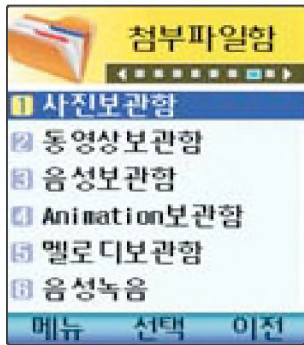 첨부파일함
1 사진보관함
2 동영상보관함
3 음성보관함
4 Animation보관함
5 멜로디보관함
6 음성녹음
메뉴 선택 이전